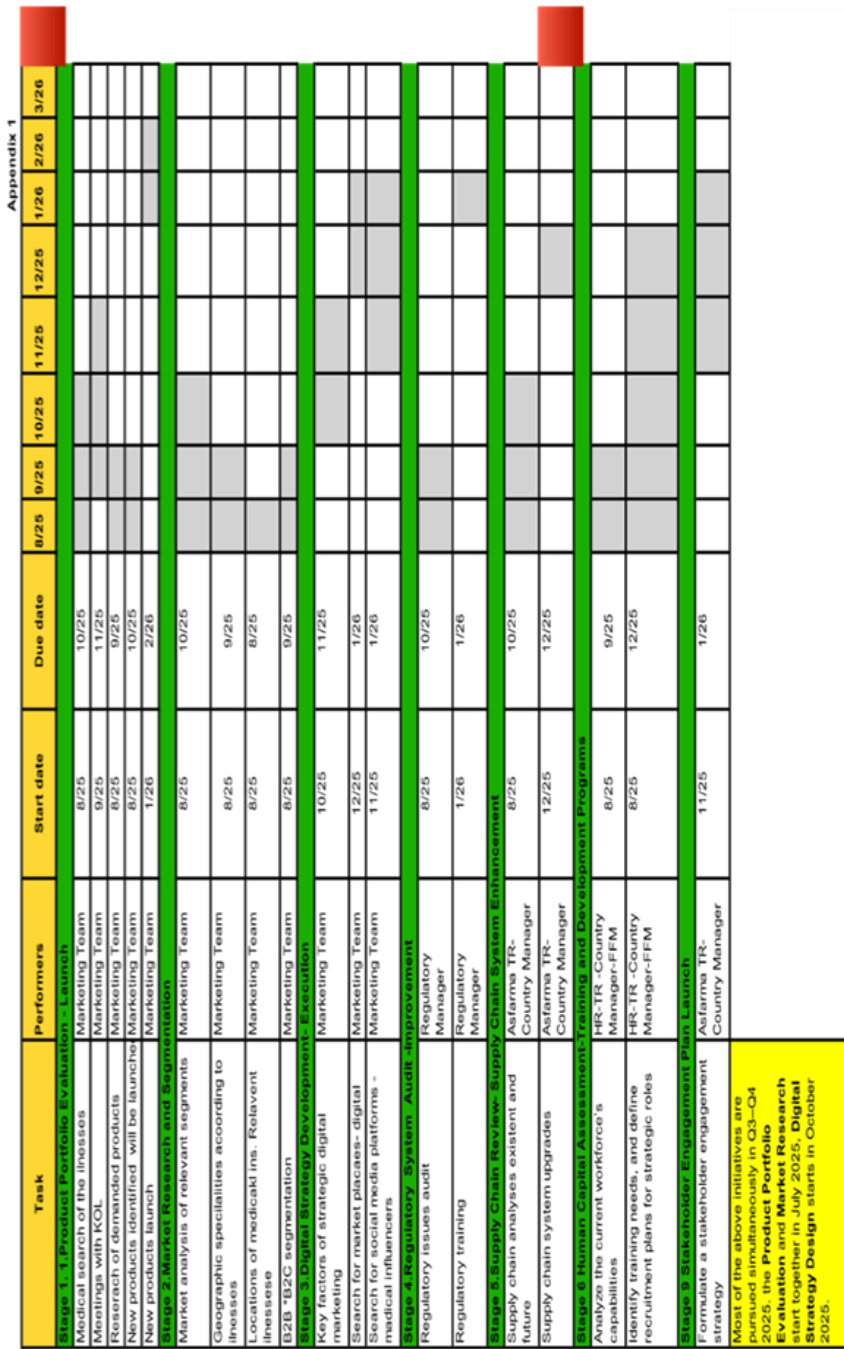 Appendix 1
Task Performers Start date Due date 8/25 9/25 10/25 11/25 12/25 1/26 2/26 3/26
Stage 1. 1.Product Portfolio Evaluation - Launch
Medical search of the ilnesses Marketing Team 8/25 10/25
Meetings with KOL Marketing Team 9/25 11/25
Reserach of demanded products Marketing Team 8/25 9/25
New products identified will be launched Marketing Team 8/25 10/25
New products launch Marketing Team 1/26 2/26
Stage 2.Market Research and Segmentation
Market analysis of relevant segments Marketing Team 8/25 10/25
Geographic specialities acoording to
ilnesses Marketing Team 8/25 9/25
Locations of medicakl ins. Relavent
ilnessese Marketing Team 8/25 8/25
B2B *B2C segmentation Marketing Team 8/25 9/25
Stage 3.Digital Strategy Development- Execution
Key factors of strategic digital
marketing Marketing Team 10/25 11/25
Search for market placaes- digital Marketing Team 12/25 1/26
Search for social media platforms -
madical influencers Marketing Team 11/25 1/26
Stage 4.Regulatory System Audit -Improvement
Regulatory issues audit Regulatory
Manager 8/25 10/25
Regulatory training Regulatory
Manager 1/26 1/26
Stage 5.Supply Chain Review- Supply Chain System Enhancement
Supply chain analyses existent and
future Asfarma TR-
Country Manager 8/25 10/25
Supply chain system upgrades Asfarma TR-
Country Manager 12/25 12/25
Stage 6 Human Capital Assessment-Training and Development Programs
Analyze the current workforce's
capabilities HR-TR -Country
Manager-FFM 8/25 9/25
Identify training needs, and define
recruitment plans for strategic roles HR-TR -Country
Manager-FFM 8/25 12/25
Stage 9 Stakeholder Engagement Plan Launch
Formulate a stakeholder engagement
strategy Asfarma TR-
Country Manager 11/25 1/26
Most of the above initiatives are
pursued simultaneously in Q3–Q4
2025. the Product Portfolio
Evaluation and Market Research
start together in July 2025, Digital
Strategy Design starts in October
2025.